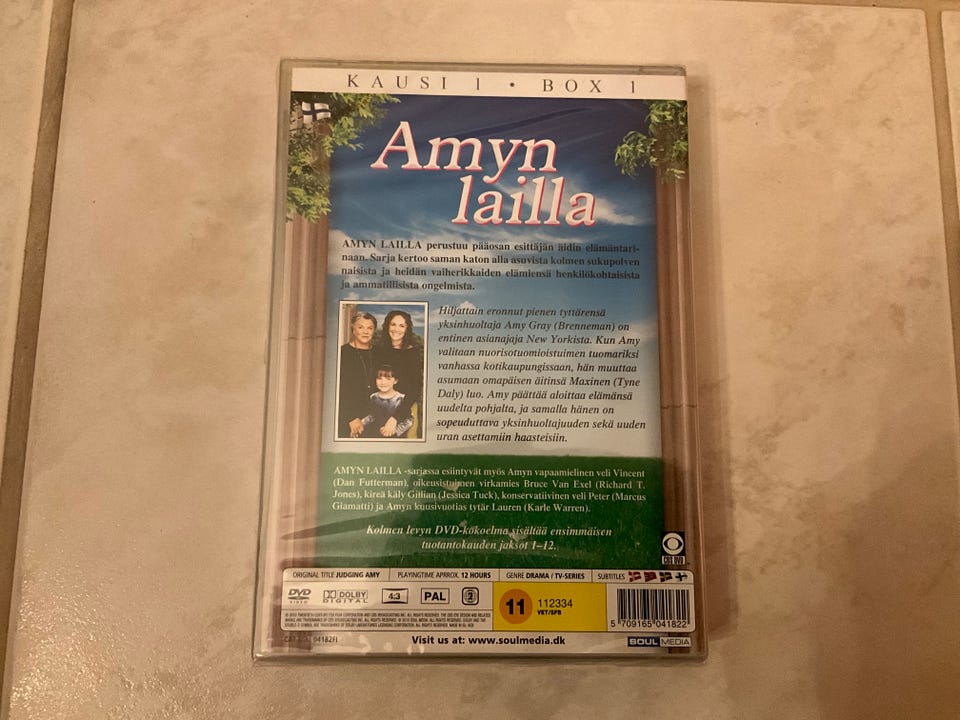 KAUSI 1 • BOX 1
Amyn
lailla
AMYN LAILLA perustuu pääosan esittäjän äidin elämäntari-
naan. Sarja kertoo saman katon alla asuvista kolmen sukupolven
naisista ja heidän vaiherikkaiden elämiensä henkilökohtaisista
ja ammatillisista ongelmista.
Hiljattain eronnut pienen tyttärensä
yksinhuoltaja Amy Gray (Brenneman) on
entinen asianajaja New Yorkista. Kun Amy
valitaan nuorisotuomioistuimen tuomariksi
vanhassa kotikaupungissaan, hän muuttaa
asumaan omapäisen äitinsä Maxinen (Tyne
Daly) luo. Amy päättää aloittaa elämänsä
uudelta pohjalta, ja samalla hänen on
sopeuduttava yksinhuoltajuuden sekä uuden
uran asettamiin haasteisiin.
AMYN LAILLA -sarjassa esiintyvät myös Amyn vapaamielinen veli Vincent
(Dan Futterman), oikeusistuimen virkamies Bruce Van Exel (Richard T.
Jones), kireä käly Gillian (Jessica Tuck), konservatiivinen veli Peter (Marcus
Giamatti) ja Amyn kuusivuotias tytär Lauren (Karle Warren).
Kolmen levyn DVD-kokoelma sisältää ensimmäisen
tuotantokauden jaksot 1–12.
CBS DVD
ORIGINAL TITLE JUDGING AMY PLAYINGTIME APPROX. 12 HOURS GENRE DRAMA / TV-SERIES SUBTITLES
DVD VIDEO DOLBY DIGITAL 4:3 PAL 2 11 112334 VET/SFB
5 709165 041822
04182FI Visit us at: www.soulmedia.dk SOUL MEDIA